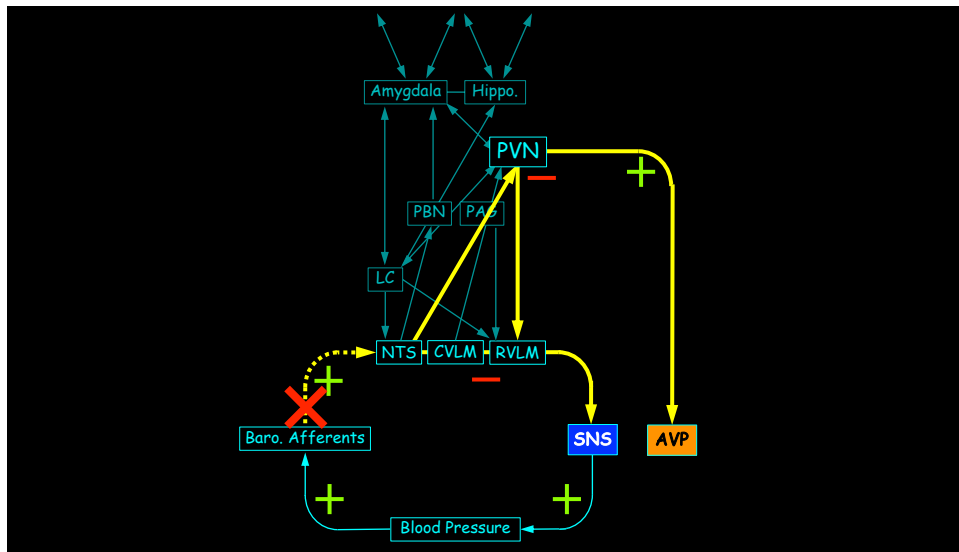 Amygdala
Hippo.
PVN
PBN
PAG
LC
NTS
CVLM
RVLM
Baro. Afferents
SNS
AVP
Blood Pressure